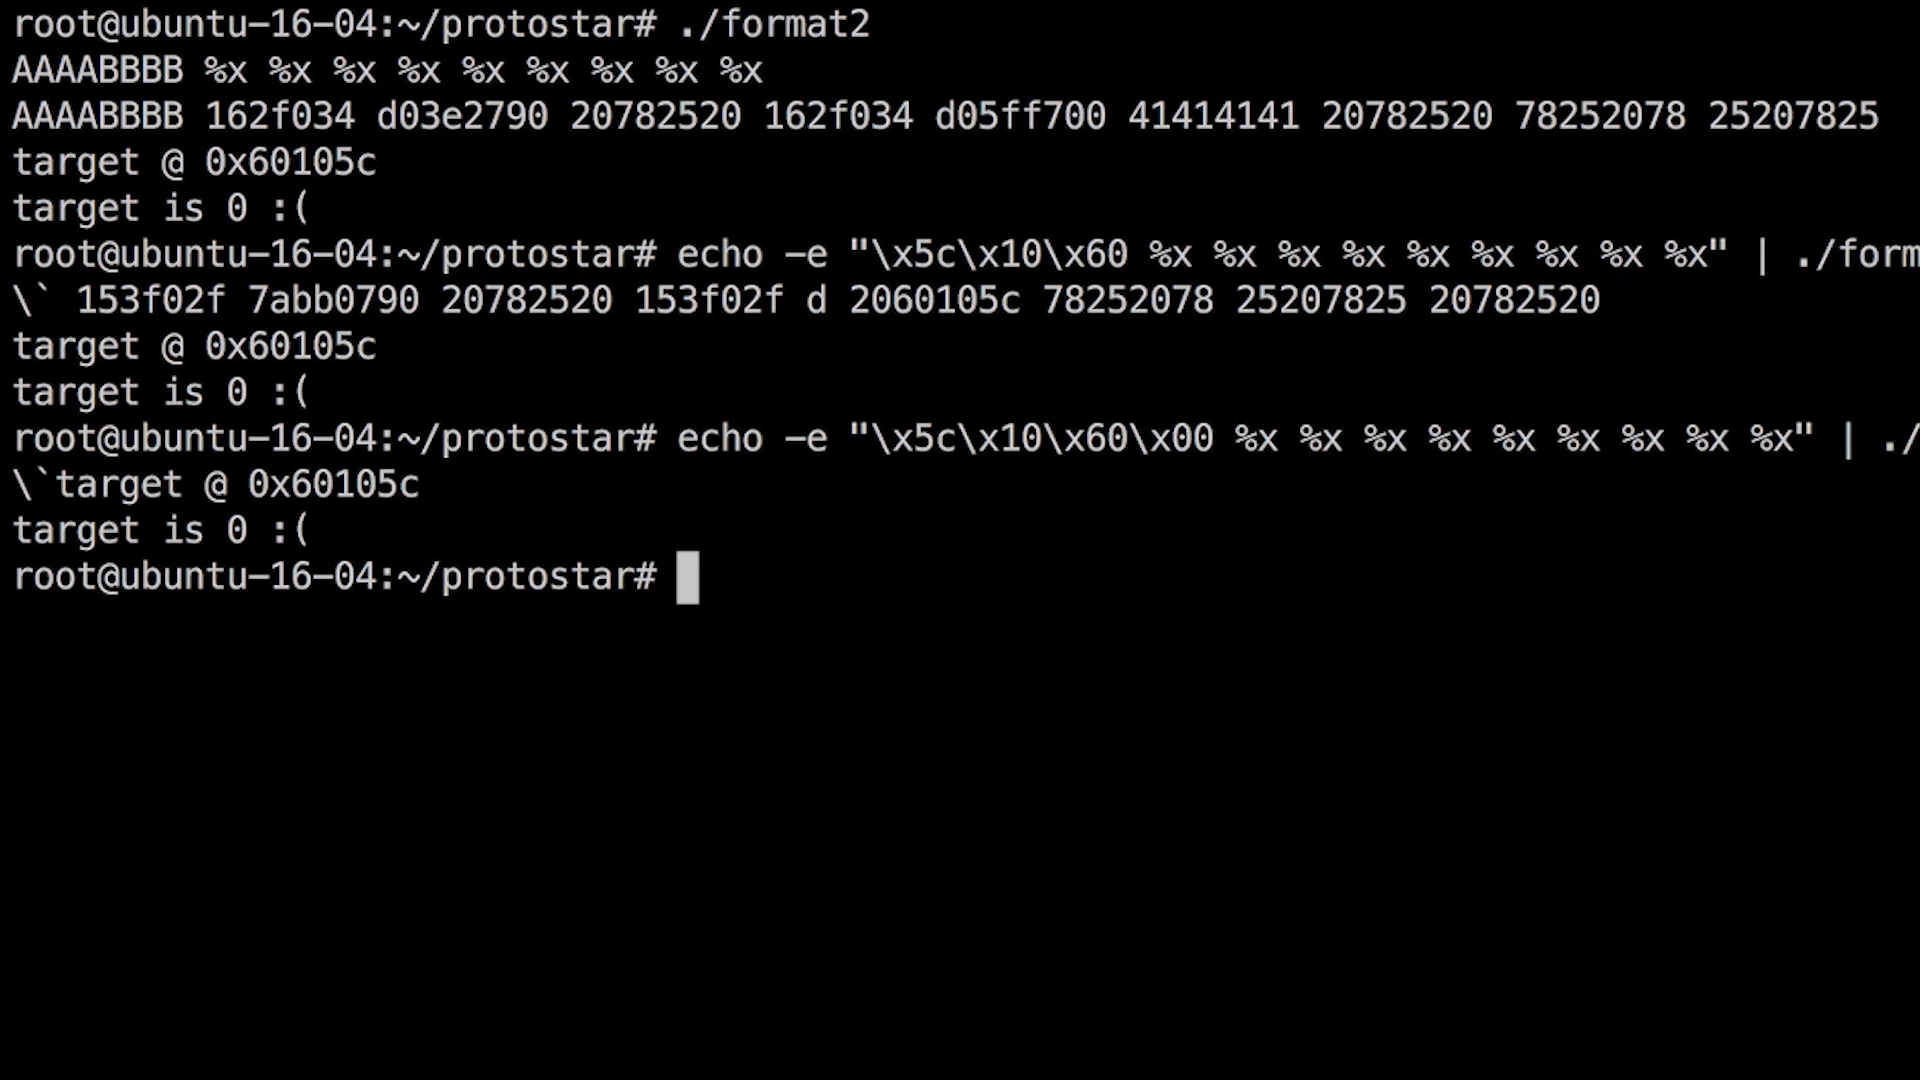 root@ubuntu-16-04:~/protostar# ./format2
AAAABBBB %x %x %x %x %x %x %x %x %x
AAAABBBB 162f034 d03e2790 20782520 162f034 d05ff700 41414141 20782520 78252078 25207825
target @ 0x60105c
target is 0 :(
root@ubuntu-16-04:~/protostar# echo -e "\x5c\x10\x60 %x %x %x %x %x %x %x %x %x" | ./form
\` 153f02f 7abb0790 20782520 153f02f d 2060105c 78252078 25207825 20782520
target @ 0x60105c
target is 0 :(
root@ubuntu-16-04:~/protostar# echo -e "\x5c\x10\x60\x00 %x %x %x %x %x %x %x %x %x" | ./
\`target @ 0x60105c
target is 0 :(
root@ubuntu-16-04:~/protostar#